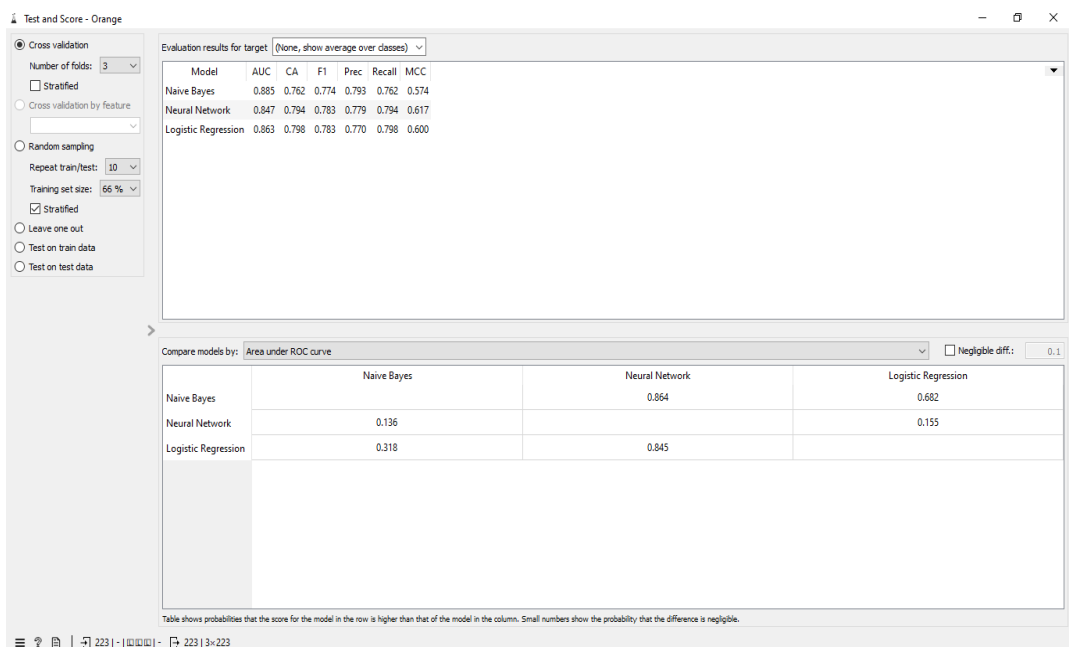 Test and Score - Orange
Cross validation
Number of folds: 3
Stratified
Cross validation by feature
Random sampling
Repeat train/test: 10
Training set size: 66 %
Stratified
Leave one out
Test on train data
Test on test data
Evaluation results for target (None, show average over classes)
Model AUC CA F1 Prec Recall MCC
Naive Bayes 0.885 0.762 0.774 0.793 0.762 0.574
Neural Network 0.847 0.794 0.783 0.779 0.794 0.617
Logistic Regression 0.863 0.798 0.783 0.770 0.798 0.600
Compare models by: Area under ROC curve Negligible diff.: 0.1
Naive Bayes Neural Network Logistic Regression
Naive Bayes 0.864 0.682
Neural Network 0.136 0.155
Logistic Regression 0.318 0.845
Table shows probabilities that the score for the model in the row is higher than that of the model in the column. Small numbers show the probability that the difference is negligible.
223 | - | - 223 | 3×223